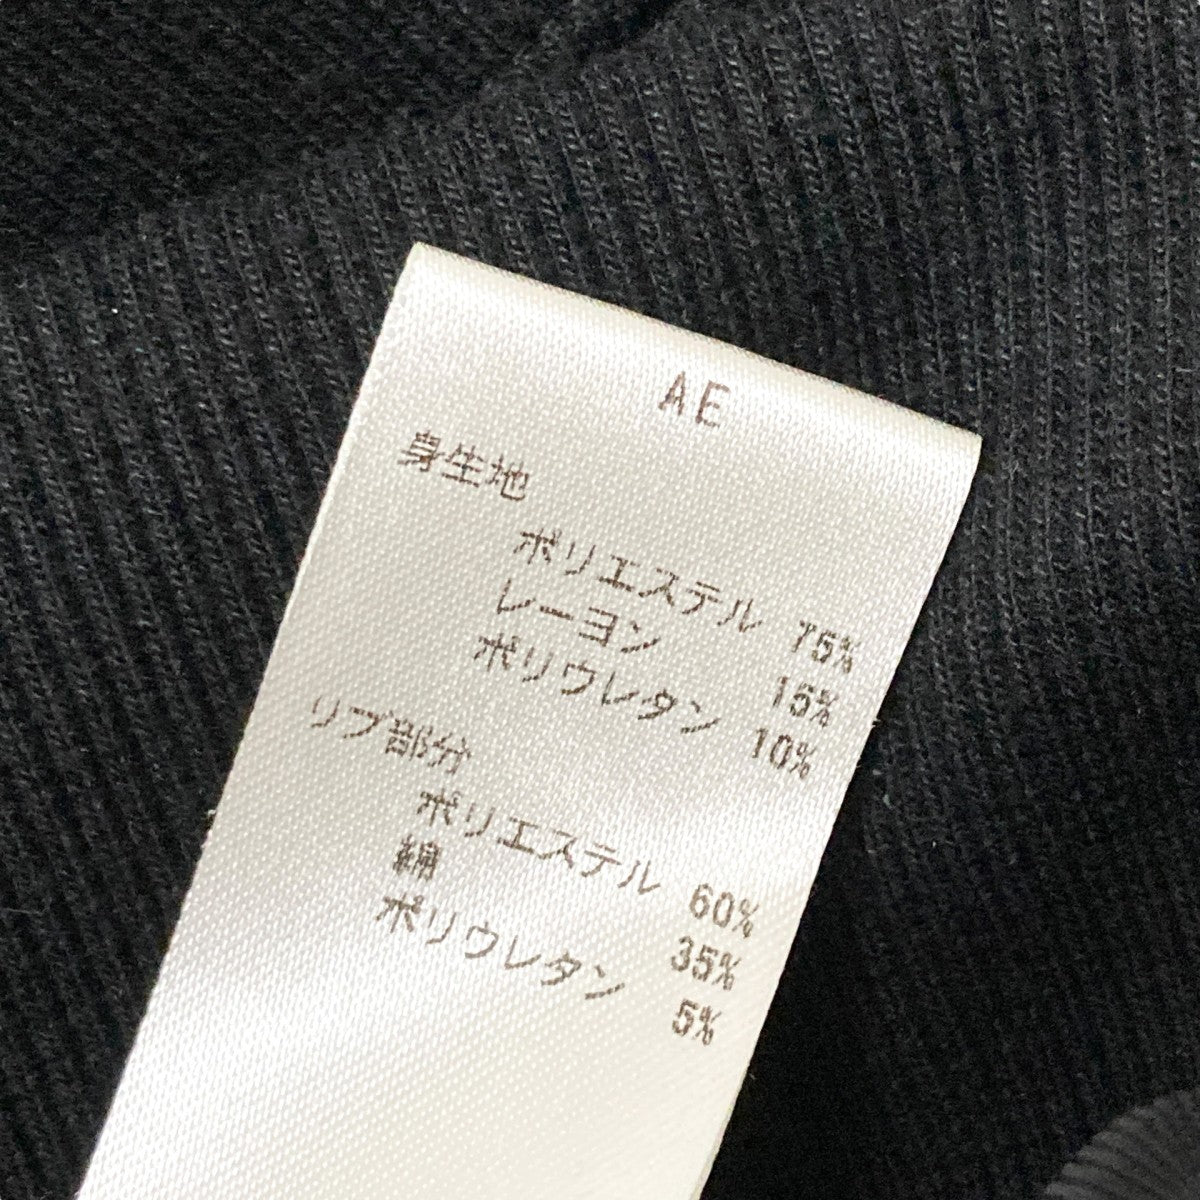 AE
身生地
ポリエステル 75%
レーヨン 15%
ポリウレタン 10%
リブ部分
ポリエステル 60%
綿 35%
ポリウレタン 5%